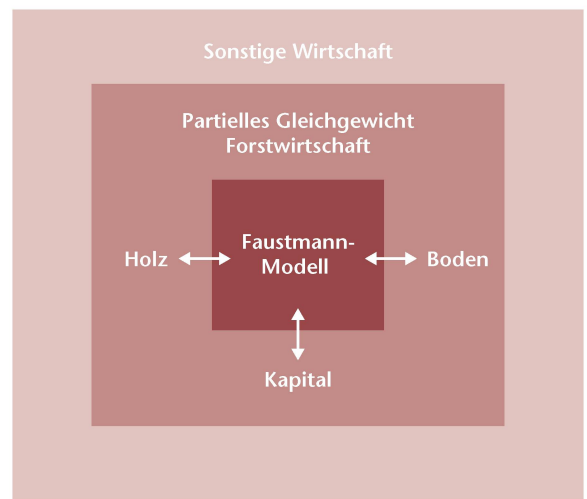 Sonstige Wirtschaft
Partielles Gleichgewicht
Forstwirtschaft
Faustmann-
Modell
Holz
Boden
Kapital